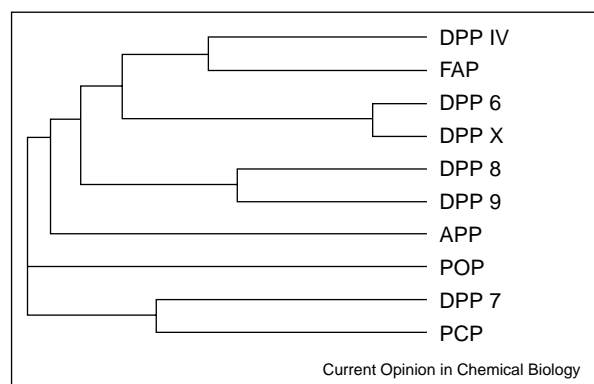 DPP IV
FAP
DPP 6
DPP X
DPP 8
DPP 9
APP
POP
DPP 7
PCP
Current Opinion in Chemical Biology